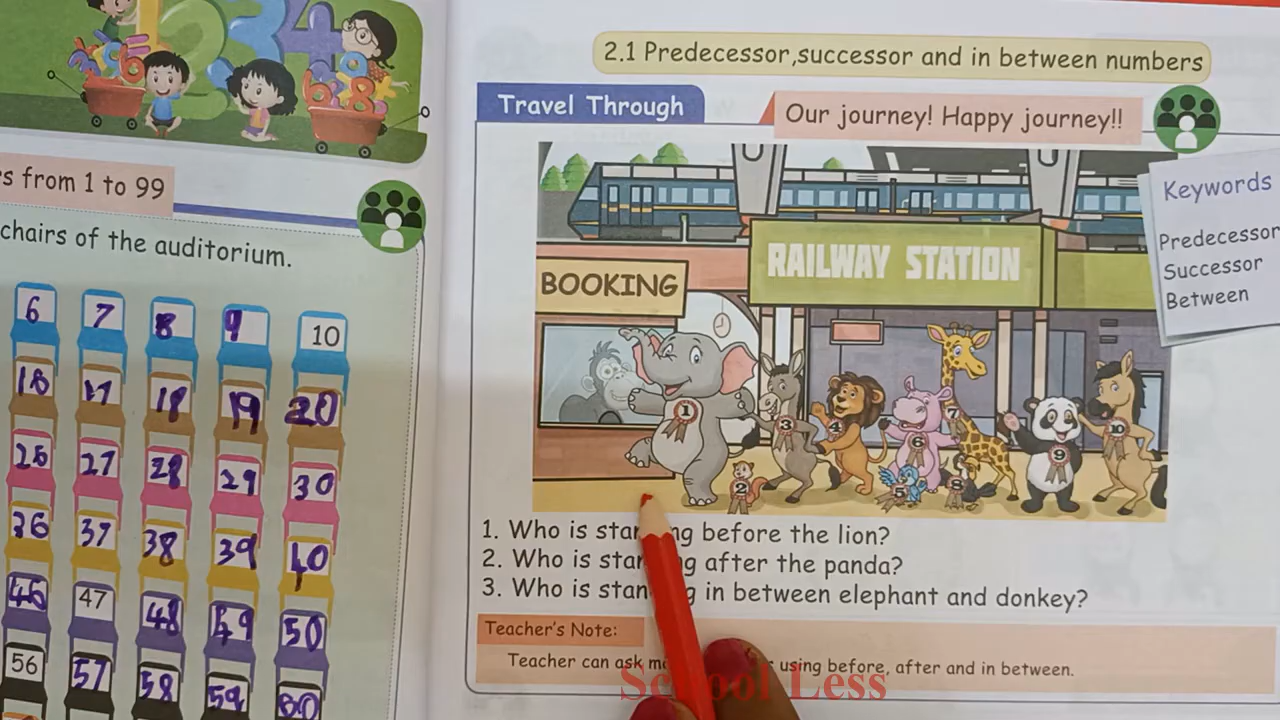 s from 1 to 99
chairs of the auditorium.
6 7 8 9 10
16 17 18 19 20
26 27 28 29 30
36 37 38 39 40
46 47 48 49 50
56 57 58 59 60
2.1 Predecessor,successor and in between numbers
Travel Through
Our journey! Happy journey!!
Keywords
Predecessor
Successor
Between
RAILWAY STATION
BOOKING
1 2 3 4 5 6 7 8 9 10
1. Who is standing before the lion?
2. Who is standing after the panda?
3. Who is standing in between elephant and donkey?
Teacher's Note:
Teacher can ask using before, after and in between.
School Less